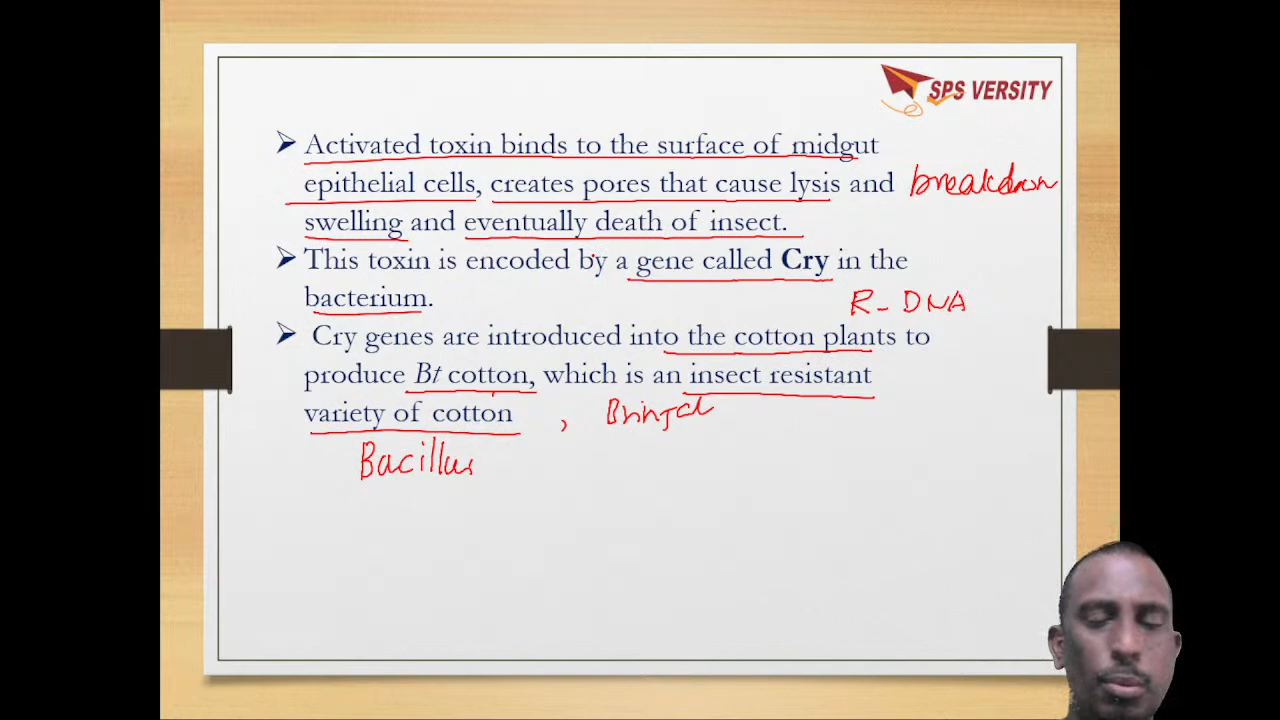 SPS VERSITY
Activated toxin binds to the surface of midgut
epithelial cells, creates pores that cause lysis and breakdown
swelling and eventually death of insect.
This toxin is encoded by a gene called Cry in the
bacterium.
R-DNA
Cry genes are introduced into the cotton plants to
produce Bt cotton, which is an insect resistant
variety of cotton , Brinjal
Bacillus